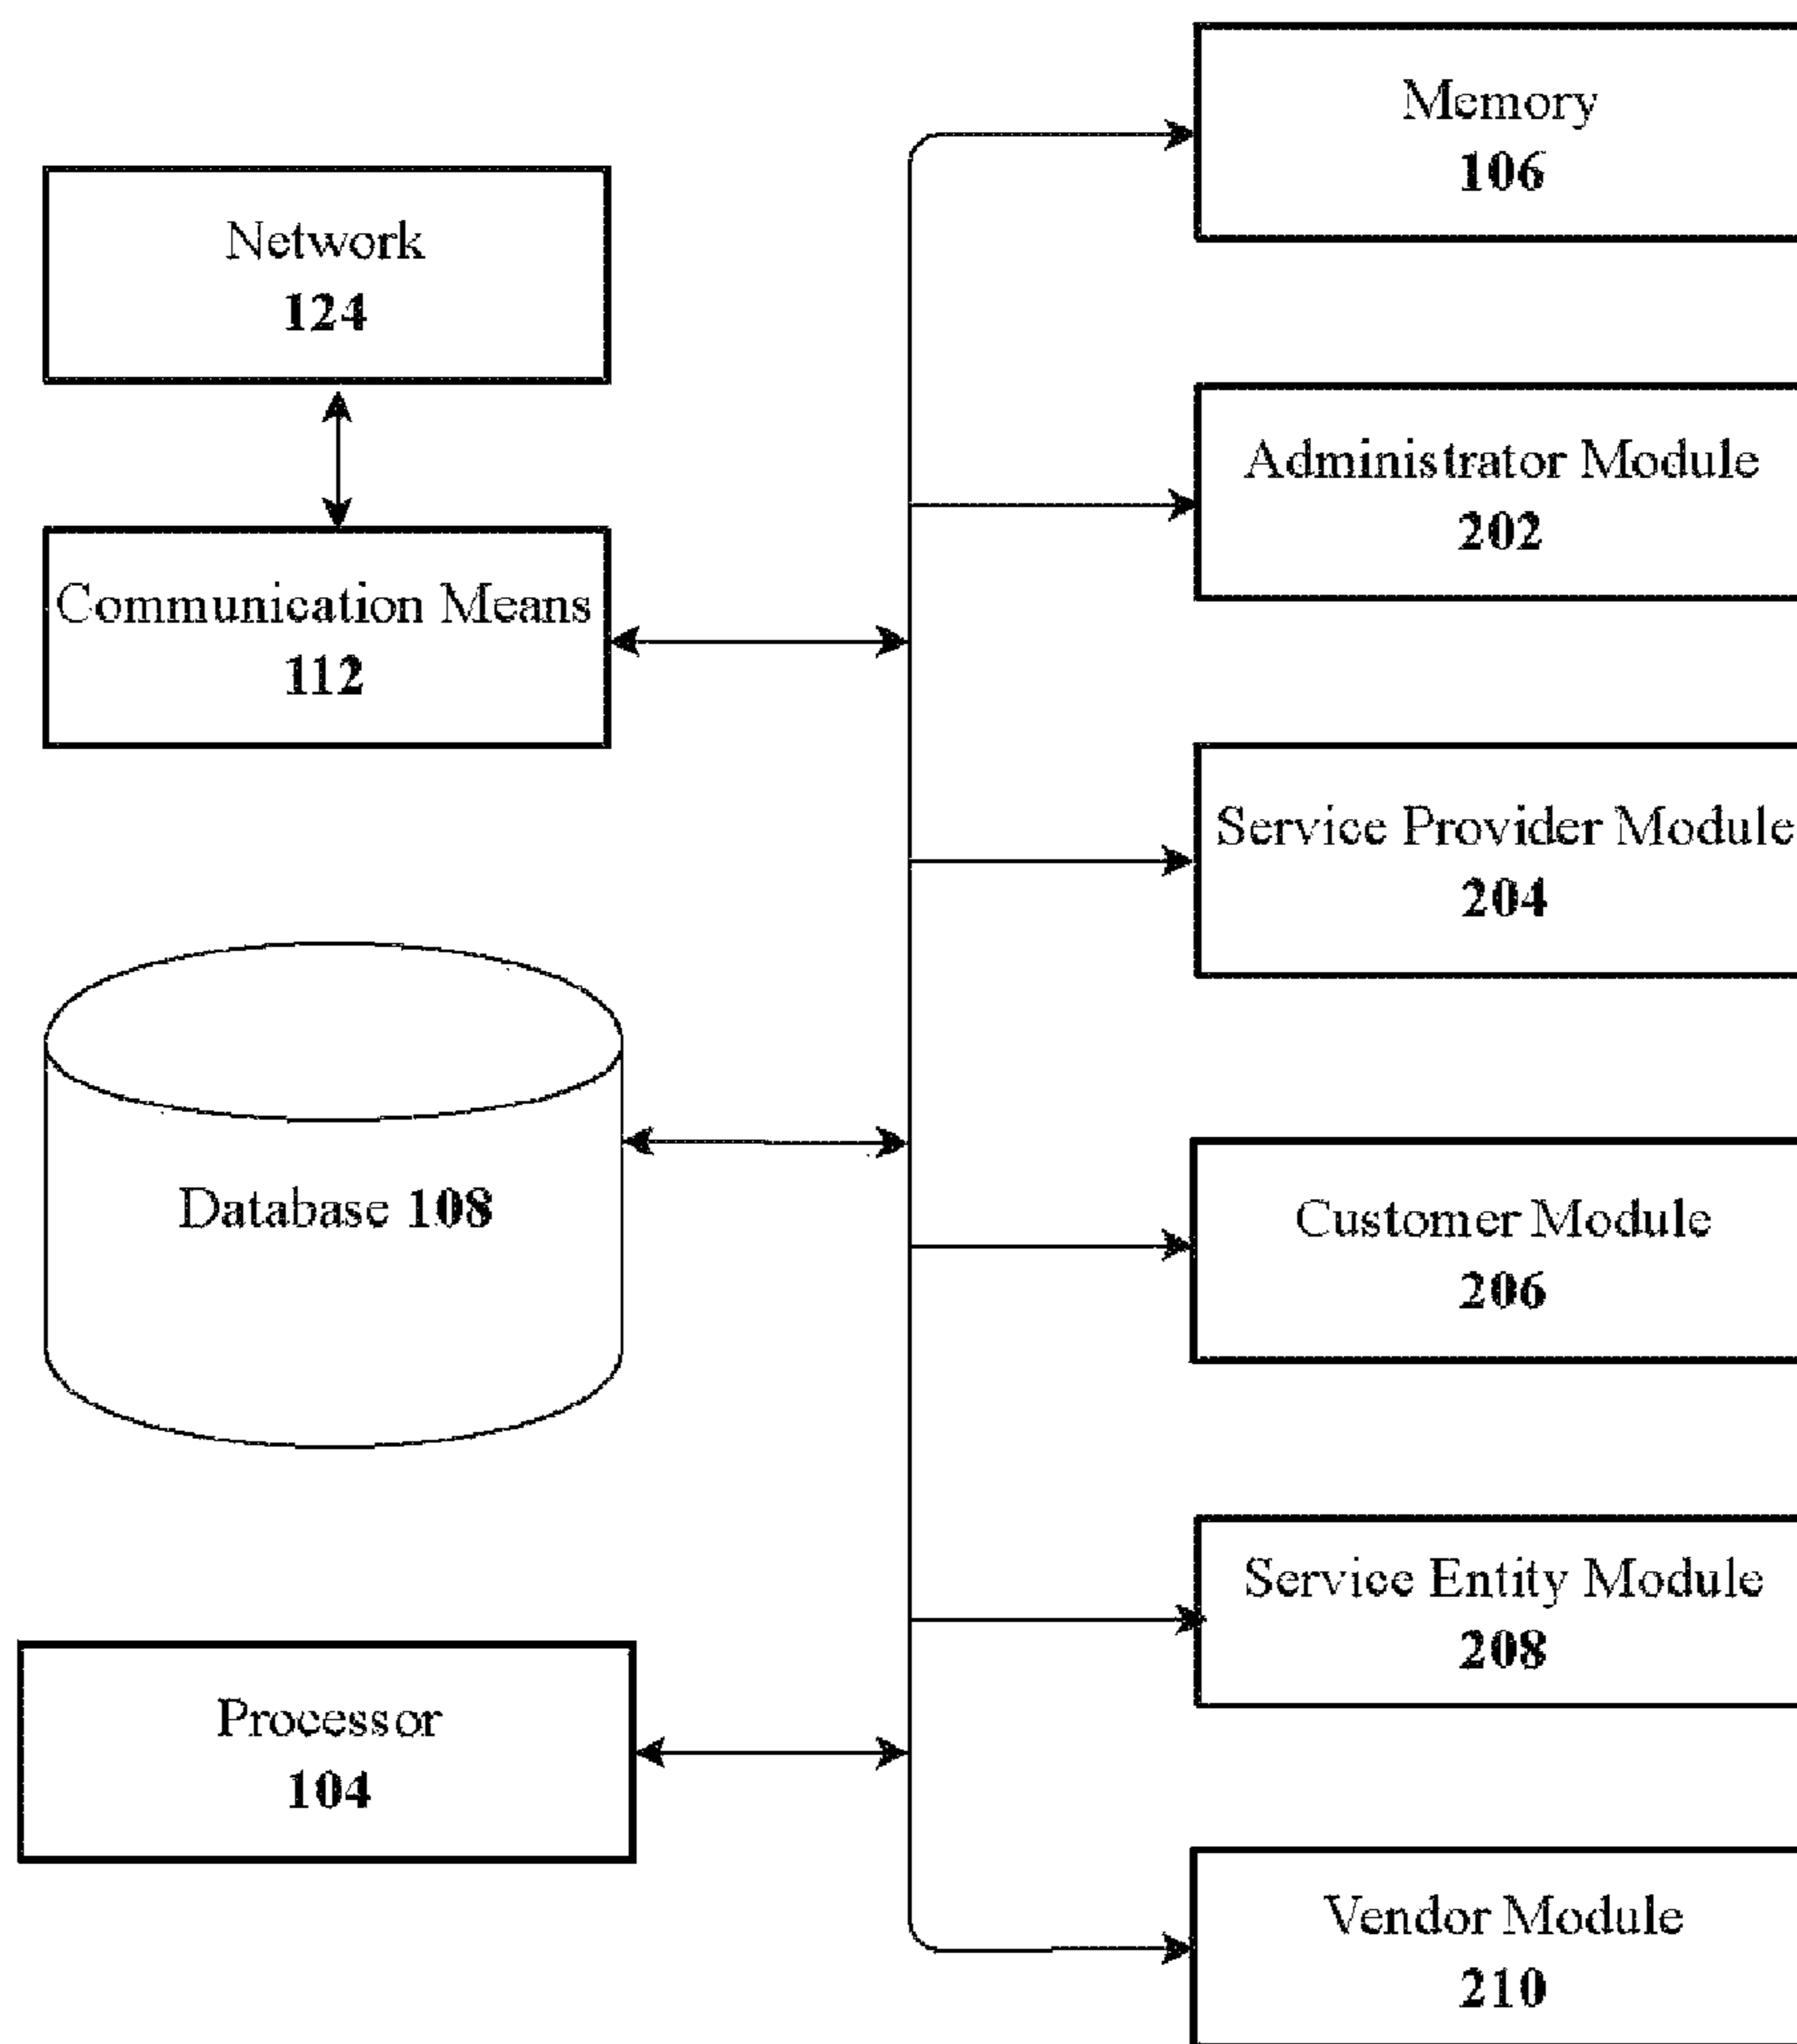 Memory
106
Network
124
Administrator Module
202
Communication Means
112
Service Provider Module
204
Database 108
Customer Module
206
Service Entity Module
208
Processor
104
Vendor Module
210